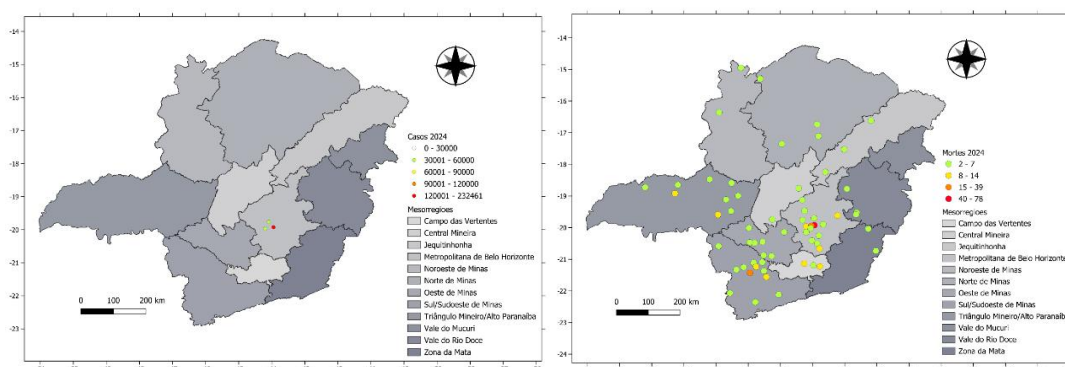 -14
-15
-16
-17
-18
-19
-20
-21
-22
-23
Casos 2024
0 - 30000
30001 - 60000
60001 - 90000
90001 - 120000
120001 - 232461
Mesorregiões
Campo das Vertentes
Central Mineira
Jequitinhonha
Metropolitana de Belo Horizonte
Noroeste de Minas
Norte de Minas
Oeste de Minas
Sul/Sudoeste de Minas
Triângulo Mineiro/Alto Paranaíba
Vale do Mucuri
Vale do Rio Doce
Zona da Mata
0 100 200 km
-14
-15
-16
-17
-18
-19
-20
-21
-22
-23
-24
Mortes 2024
2 - 7
8 - 14
15 - 39
40 - 78
Mesorregiões
Campo das Vertentes
Central Mineira
Jequitinhonha
Metropolitana de Belo Horizonte
Noroeste de Minas
Norte de Minas
Oeste de Minas
Sul/Sudoeste de Minas
Triângulo Mineiro/Alto Paranaíba
Vale do Mucuri
Vale do Rio Doce
Zona da Mata
0 100 200 km